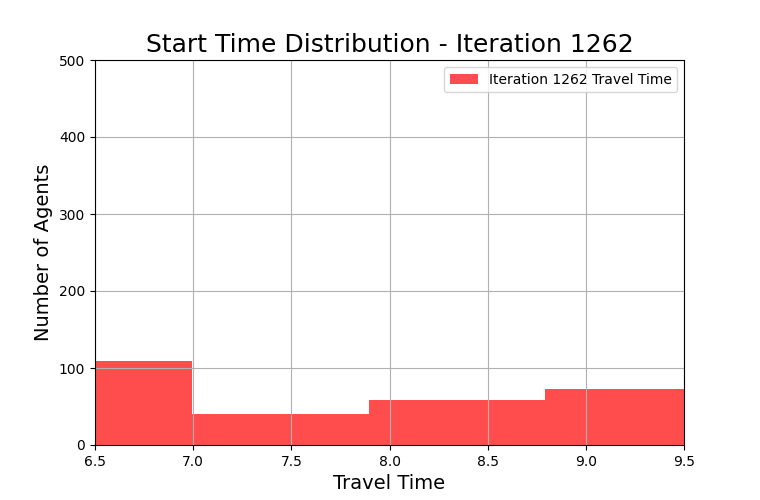 Start Time Distribution - Iteration 1262
Iteration 1262 Travel Time
Number of Agents
500
400
300
200
100
0
6.5 7.0 7.5 8.0 8.5 9.0 9.5
Travel Time